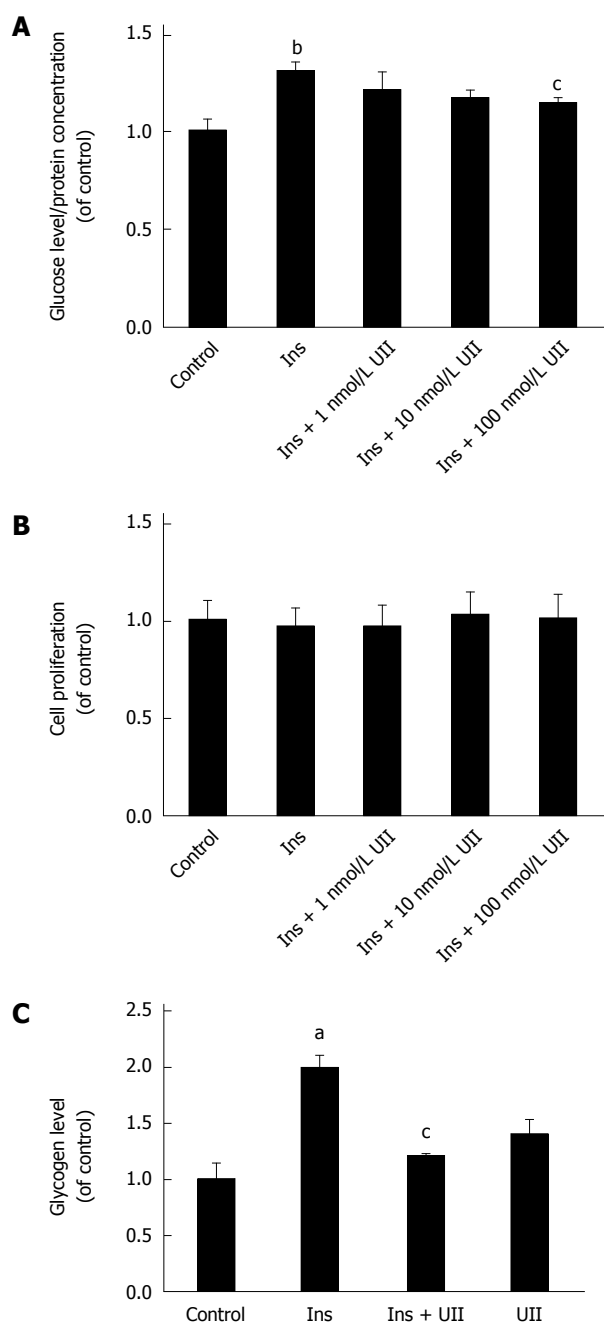 A
Glucose level/protein concentration
(of control)
1.5
1.0
0.5
0.0
b
c
Control
Ins
Ins + 1 nmol/L UII
Ins + 10 nmol/L UII
Ins + 100 nmol/L UII
B
Cell proliferation
(of control)
1.5
1.0
0.5
0.0
Control
Ins
Ins + 1 nmol/L UII
Ins + 10 nmol/L UII
Ins + 100 nmol/L UII
C
Glycogen level
(of control)
2.5
2.0
1.5
1.0
0.5
0.0
a
c
Control
Ins
Ins + UII
UII